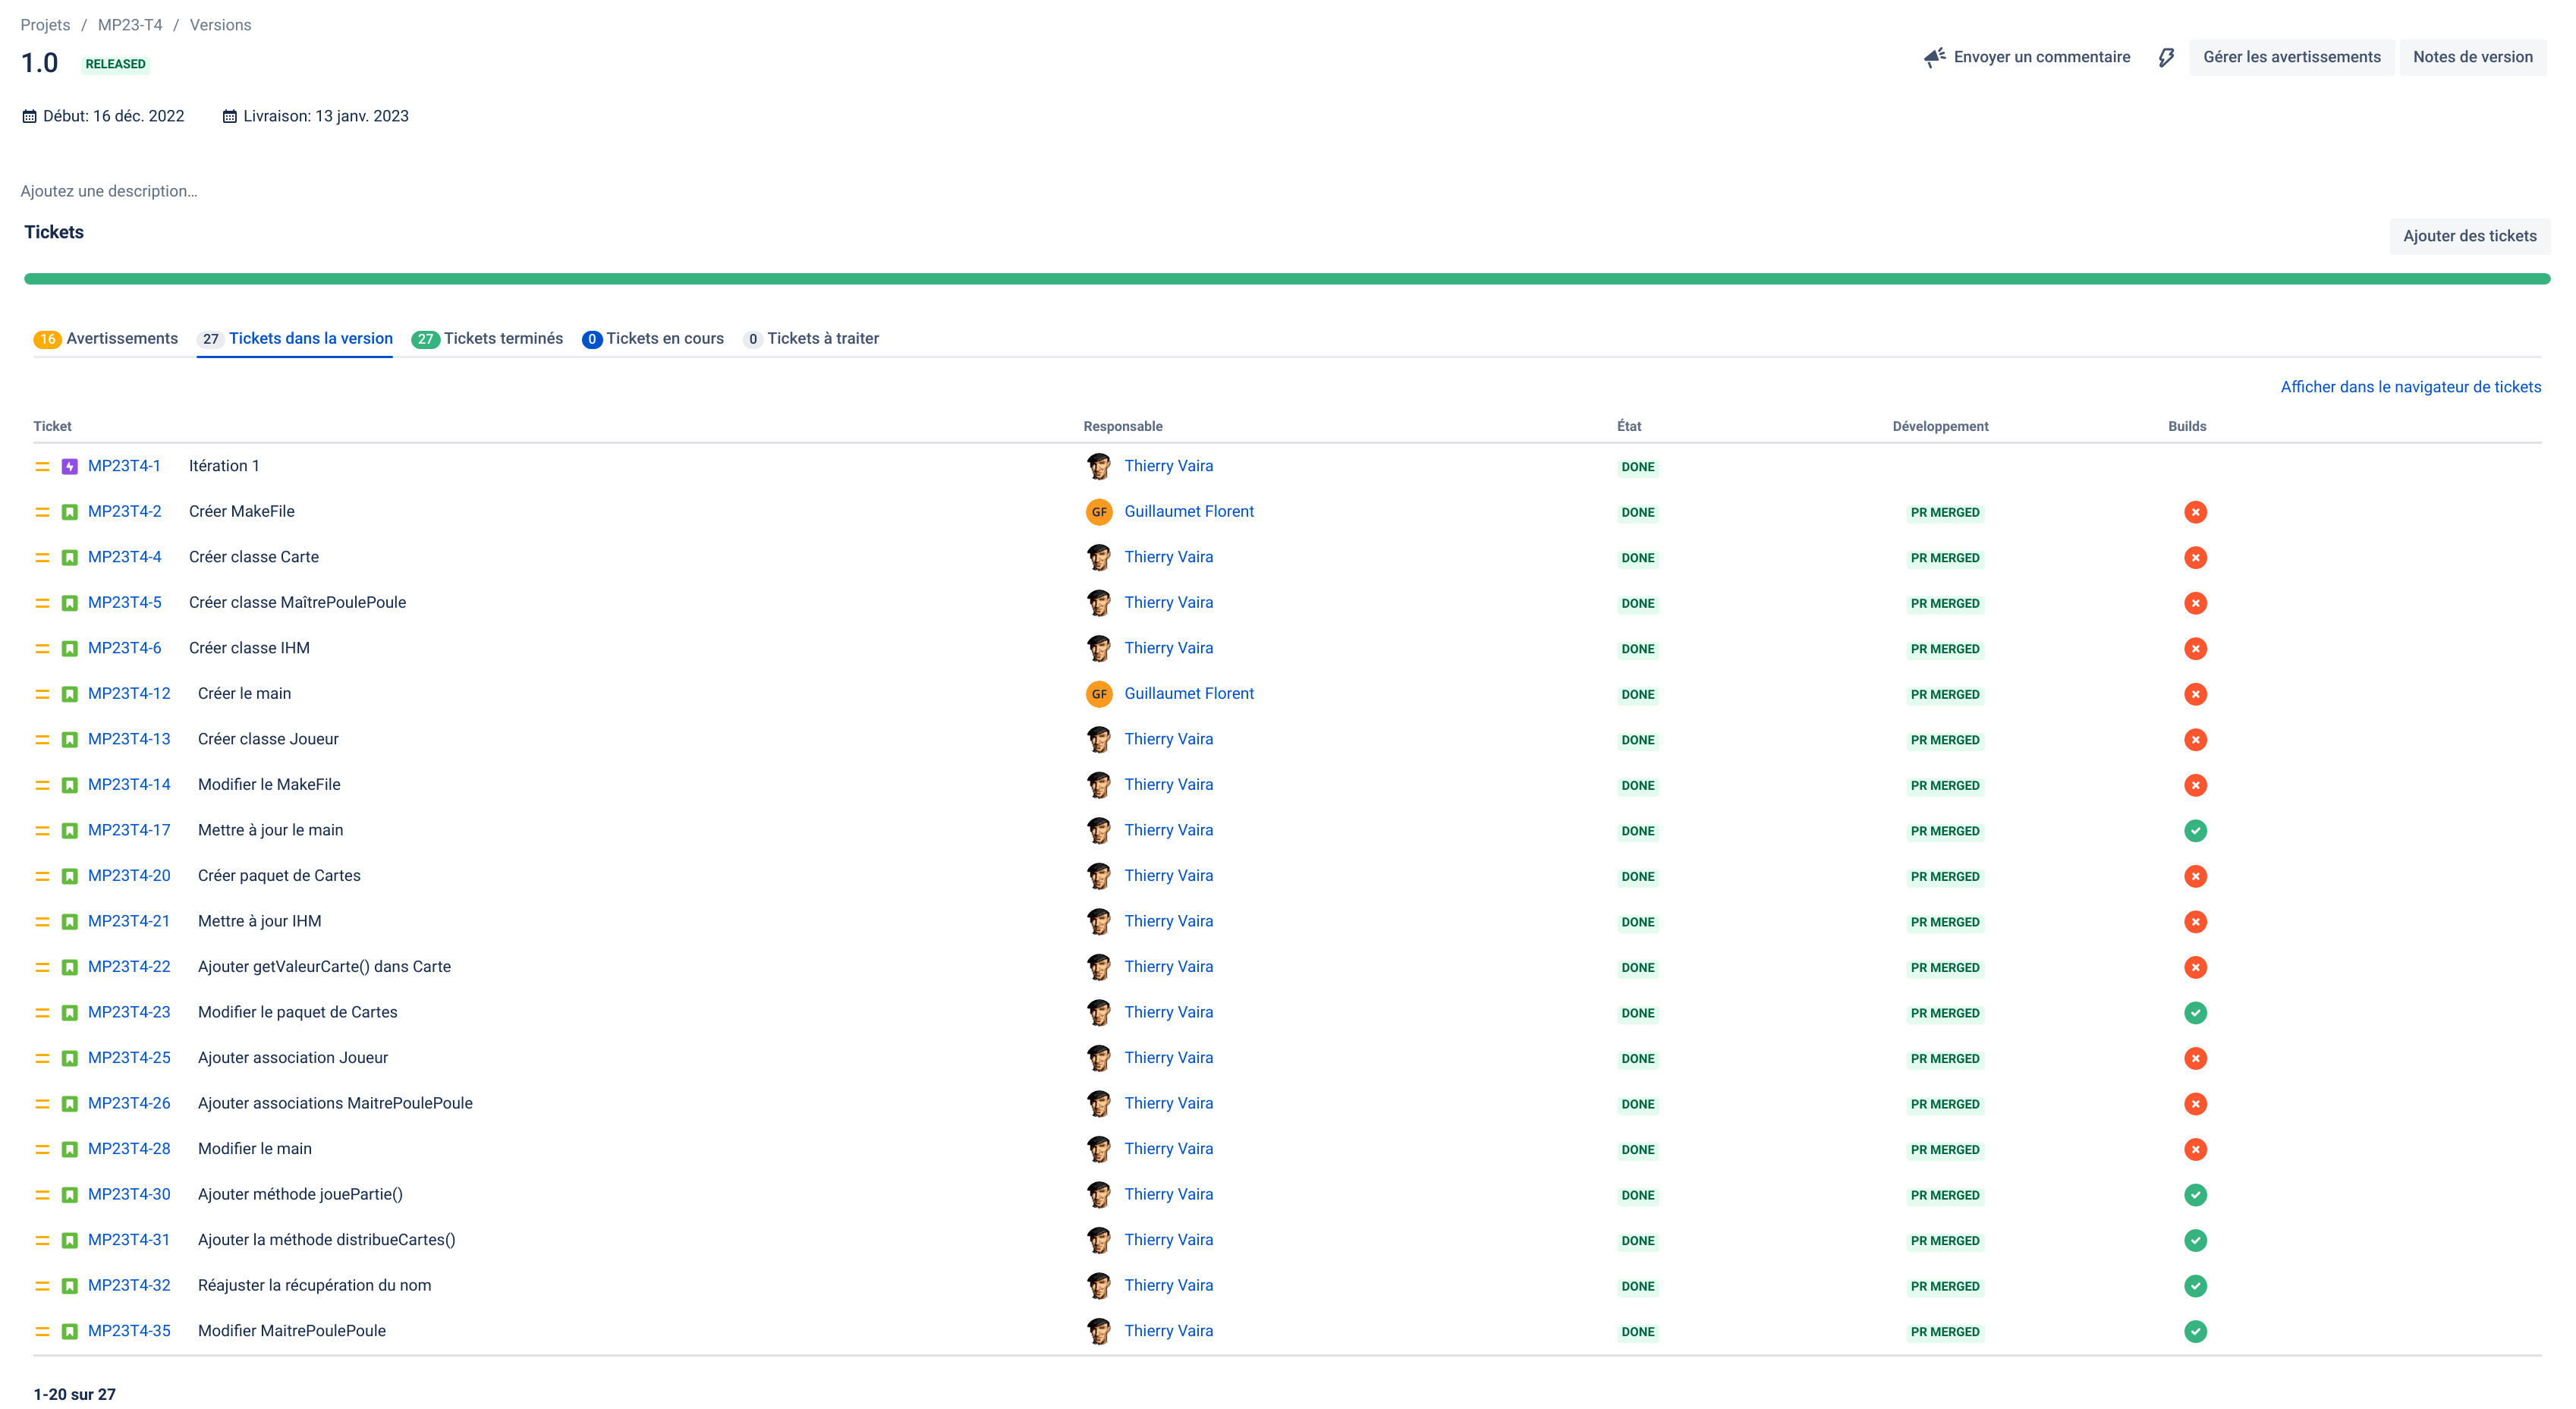 Projets / MP23-T4 / Versions
1.0 RELEASED
Envoyer un commentaire Gérer les avertissements Notes de version
Début: 16 déc. 2022 Livraison: 13 janv. 2023
Ajoutez une description...
Tickets
Ajouter des tickets
16 Avertissements 27 Tickets dans la version 27 Tickets terminés 0 Tickets en cours 0 Tickets à traiter
Afficher dans le navigateur de tickets
Ticket Responsable État Développement Builds
MP23T4-1 Itération 1 Thierry Vaira DONE
MP23T4-2 Créer MakeFile GF Guillaumet Florent DONE PR MERGED
MP23T4-4 Créer classe Carte Thierry Vaira DONE PR MERGED
MP23T4-5 Créer classe MaîtrePoulePoule Thierry Vaira DONE PR MERGED
MP23T4-6 Créer classe IHM Thierry Vaira DONE PR MERGED
MP23T4-12 Créer le main GF Guillaumet Florent DONE PR MERGED
MP23T4-13 Créer classe Joueur Thierry Vaira DONE PR MERGED
MP23T4-14 Modifier le MakeFile Thierry Vaira DONE PR MERGED
MP23T4-17 Mettre à jour le main Thierry Vaira DONE PR MERGED
MP23T4-20 Créer paquet de Cartes Thierry Vaira DONE PR MERGED
MP23T4-21 Mettre à jour IHM Thierry Vaira DONE PR MERGED
MP23T4-22 Ajouter getValeurCarte() dans Carte Thierry Vaira DONE PR MERGED
MP23T4-23 Modifier le paquet de Cartes Thierry Vaira DONE PR MERGED
MP23T4-25 Ajouter association Joueur Thierry Vaira DONE PR MERGED
MP23T4-26 Ajouter associations MaitrePoulePoule Thierry Vaira DONE PR MERGED
MP23T4-28 Modifier le main Thierry Vaira DONE PR MERGED
MP23T4-30 Ajouter méthode jouePartie() Thierry Vaira DONE PR MERGED
MP23T4-31 Ajouter la méthode distribueCartes() Thierry Vaira DONE PR MERGED
MP23T4-32 Réajuster la récupération du nom Thierry Vaira DONE PR MERGED
MP23T4-35 Modifier MaitrePoulePoule Thierry Vaira DONE PR MERGED
1-20 sur 27